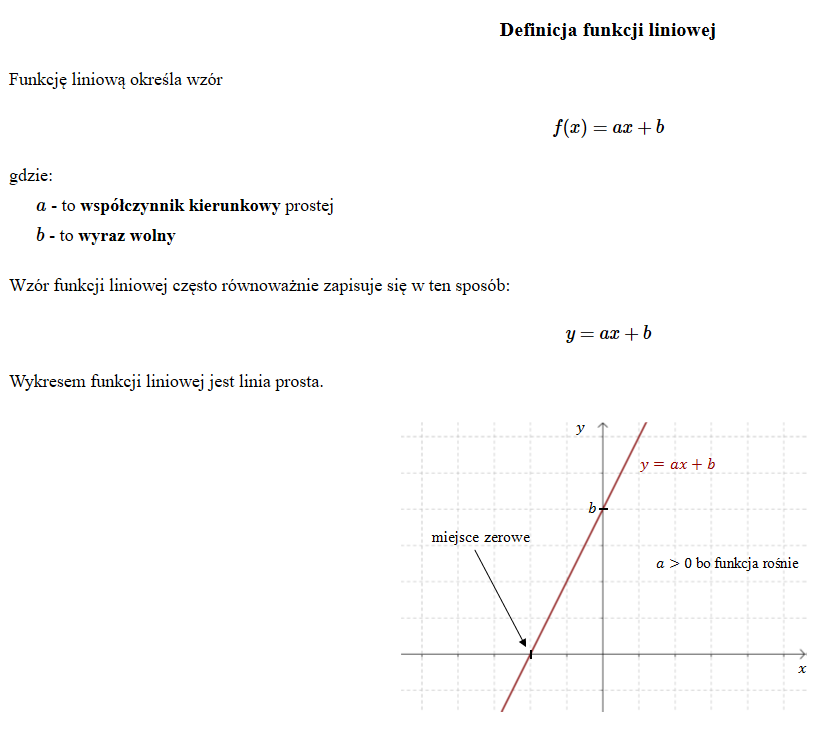 Definicja funkcji liniowej
Funkcję liniową określa wzór
f(x) = ax + b
gdzie:
a - to współczynnik kierunkowy prostej
b - to wyraz wolny
Wzór funkcji liniowej często równoważnie zapisuje się w ten sposób:
y = ax + b
Wykresem funkcji liniowej jest linia prosta.
y
y = ax + b
b
miejsce zerowe
a > 0 bo funkcja rośnie
x